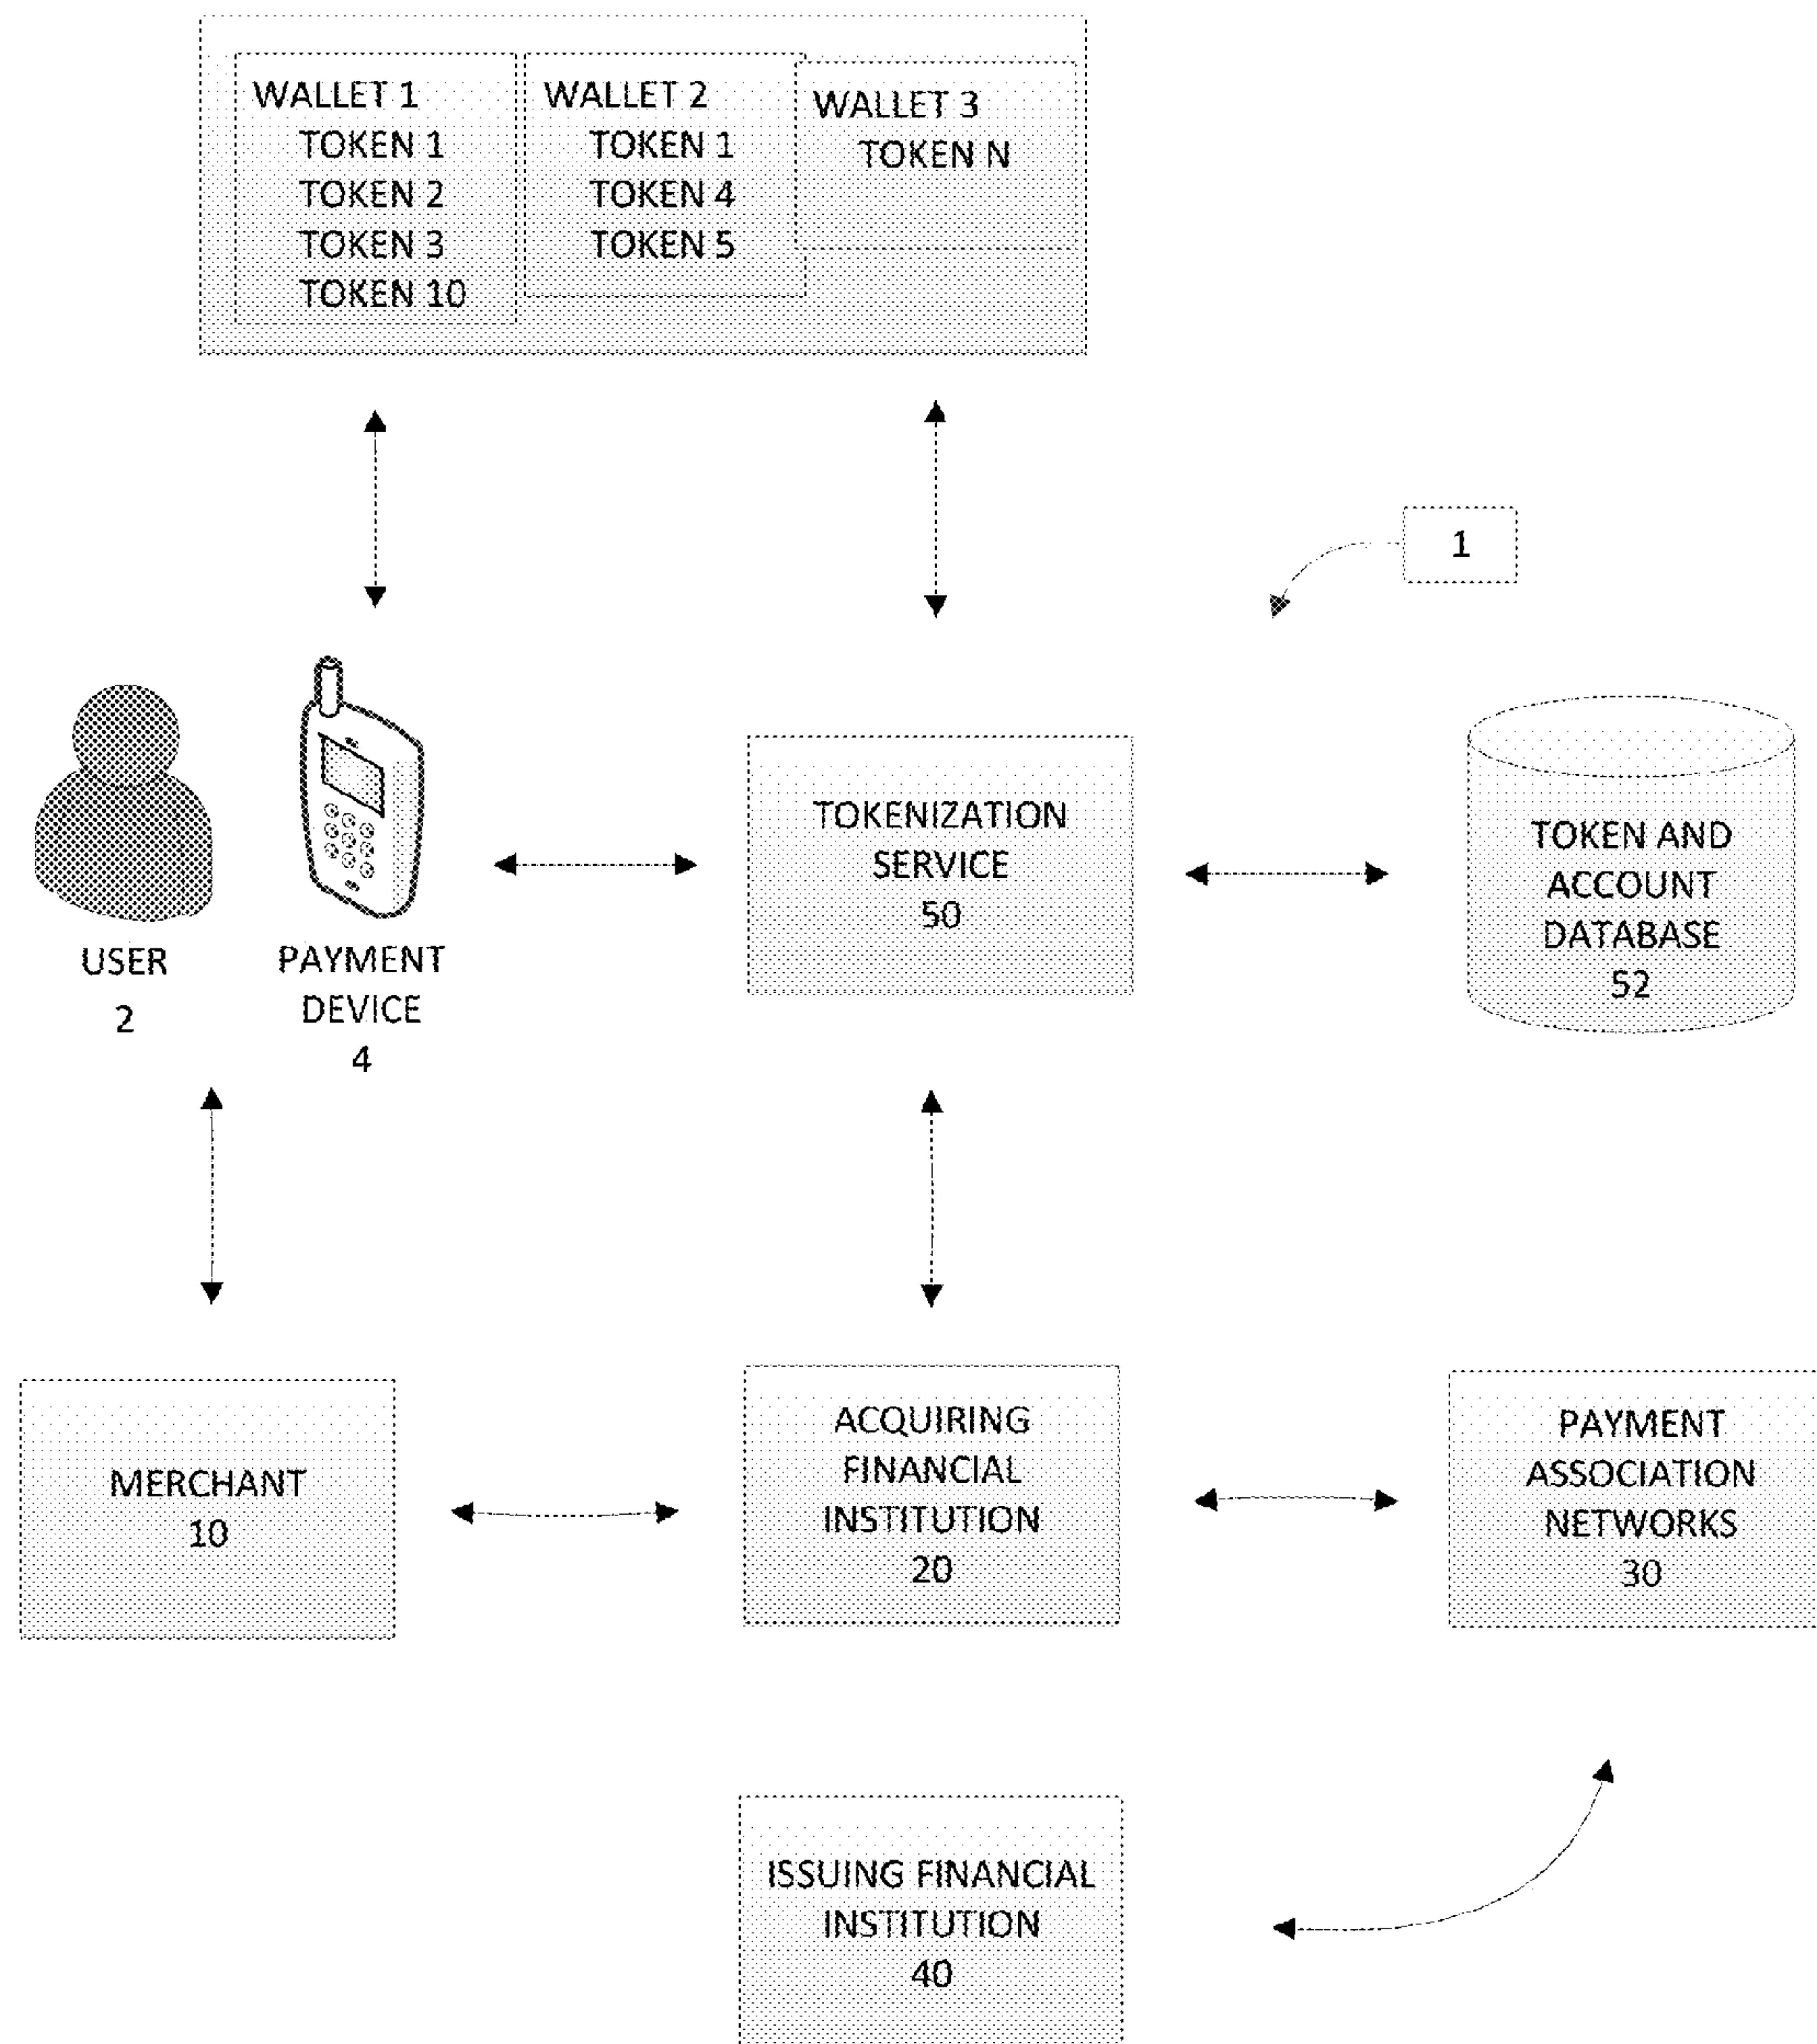 WALLET 1
TOKEN 1
TOKEN 2
TOKEN 3
TOKEN 10
WALLET 2
TOKEN 1
TOKEN 4
TOKEN 5
WALLET 3
TOKEN N
1
USER
2
PAYMENT
DEVICE
4
TOKENIZATION
SERVICE
50
TOKEN AND
ACCOUNT
DATABASE
52
MERCHANT
10
ACQUIRING
FINANCIAL
INSTITUTION
20
PAYMENT
ASSOCIATION
NETWORKS
30
ISSUING FINANCIAL
INSTITUTION
40